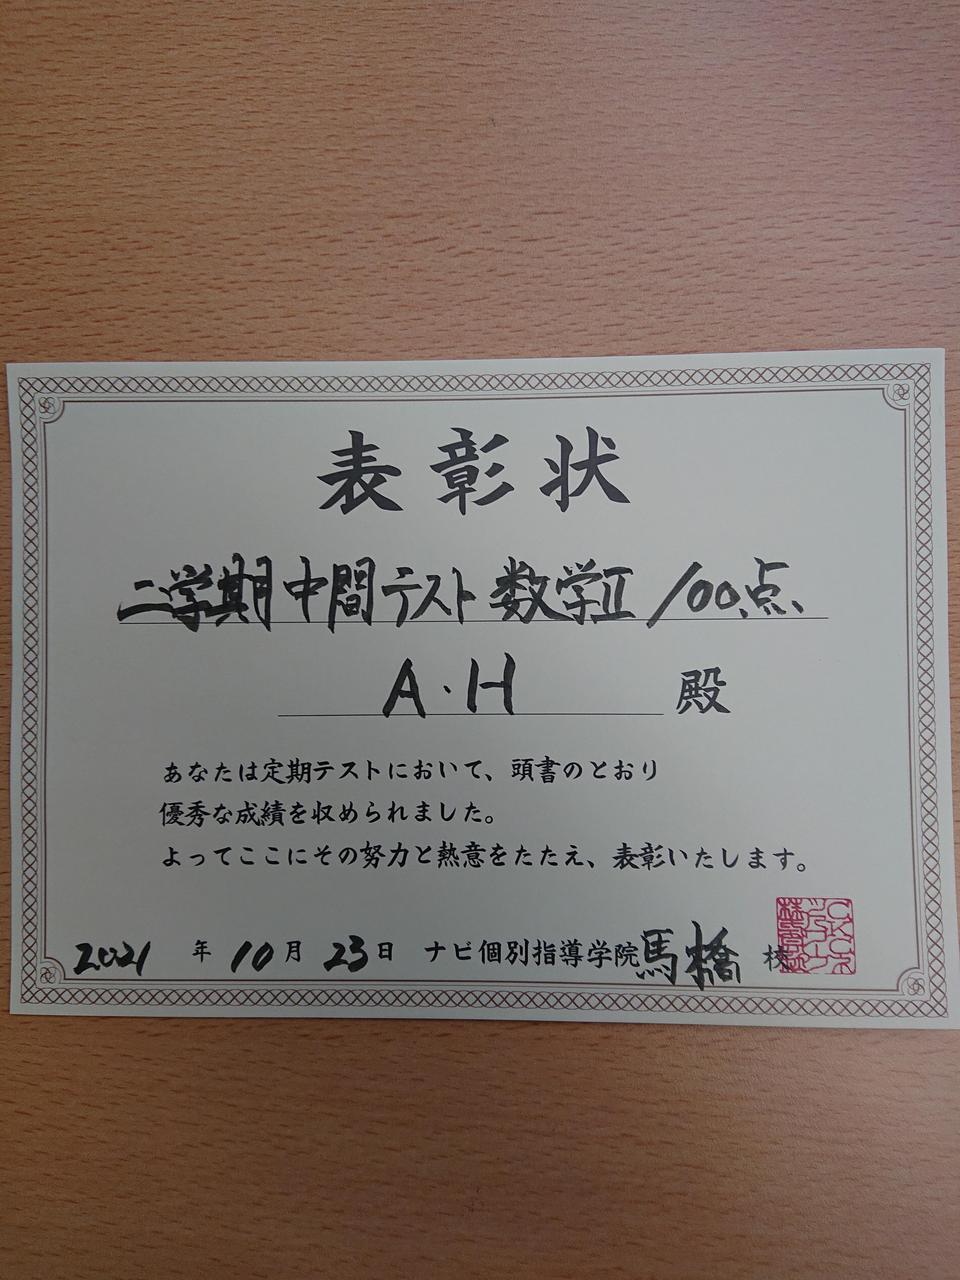 表彰状
二学期中間テスト 数学II 100点
A・H 殿
あなたは定期テストにおいて、頭書のとおり
優秀な成績を収められました。
よってここにその努力と熱意をたたえ、表彰いたします。
2021 年 10 月 23 日 ナビ個別指導学院 馬橋 校